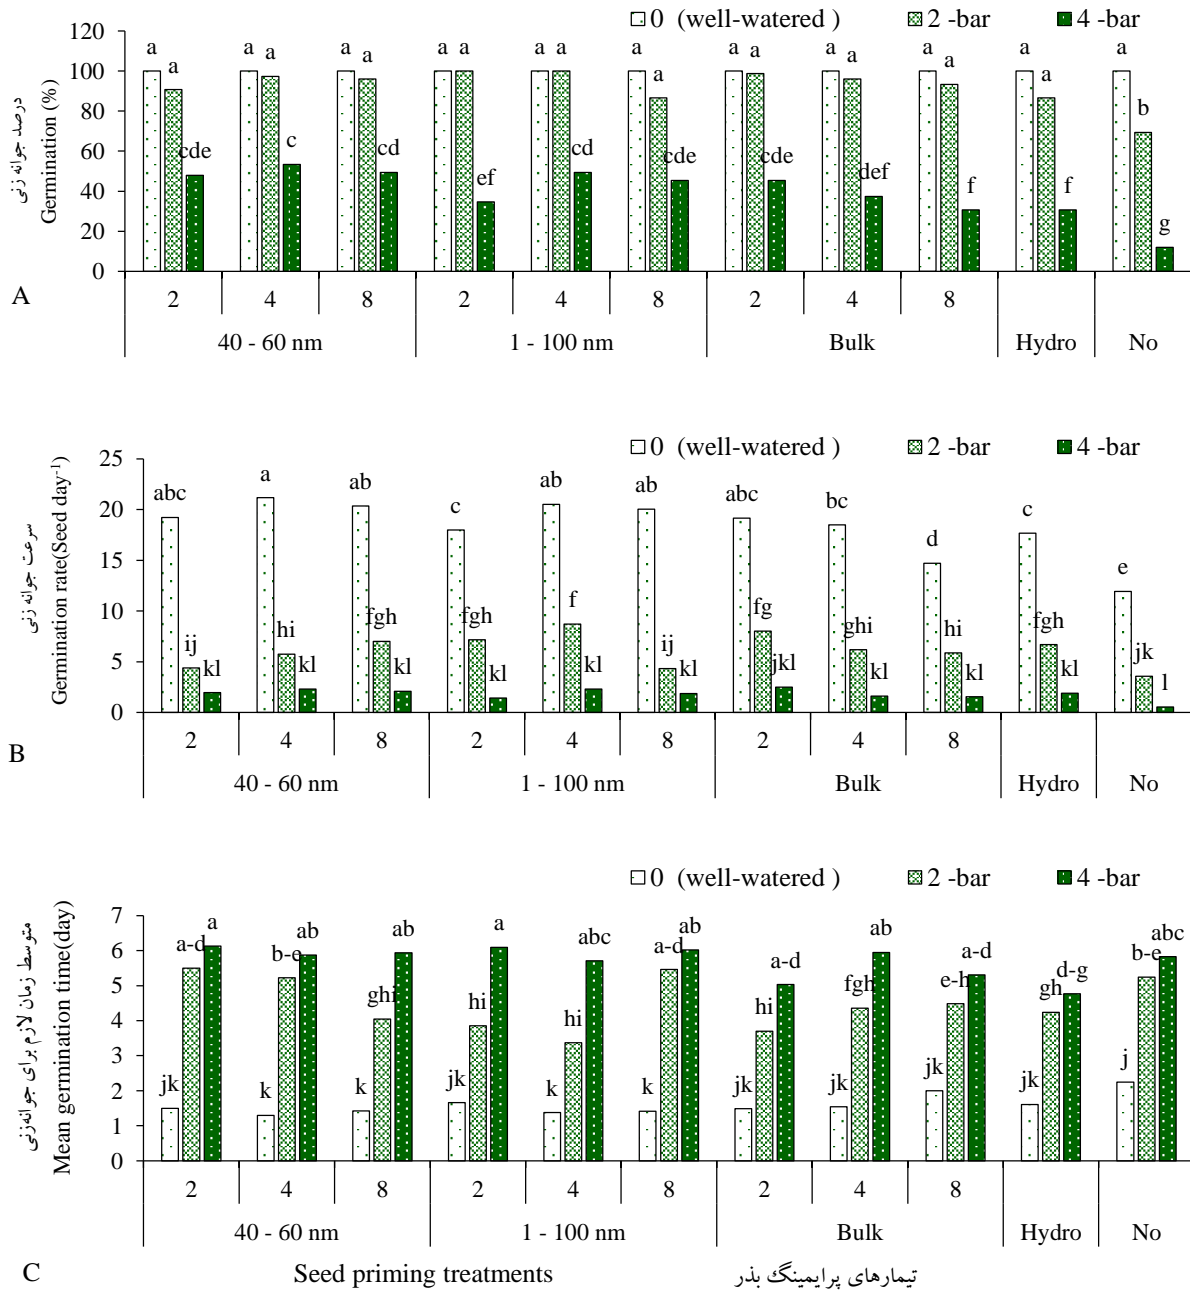 0 (well-watered ) 2 -bar 4 -bar
درصد جوانه زنی
Germination (%)
120
100
80
60
40
20
0
a a cde a a c a a cd a a ef a a cd a a cde a a cde a a def a a f a a f a b g
A
2 4 8 2 4 8 2 4 8
40 - 60 nm 1 - 100 nm Bulk Hydro No
0 (well-watered ) 2 -bar 4 -bar
سرعت جوانه زنی
Germination rate(Seed day-1)
25
20
15
10
5
0
abc ij kl a hi kl ab fgh kl c fgh kl ab f kl ab ij kl abc fg jkl bc ghi kl d hi kl c fgh kl e jk l
B
2 4 8 2 4 8 2 4 8
40 - 60 nm 1 - 100 nm Bulk Hydro No
0 (well-watered ) 2 -bar 4 -bar
متوسط زمان لازم برای جوانه‌زنی
Mean germination time(day)
7
6
5
4
3
2
1
0
jk a-d a k b-e ab k ghi ab jk hi a k hi abc k a-d ab jk hi a-d jk fgh ab jk e-h a-d jk gh d-g j b-e abc
2 4 8 2 4 8 2 4 8
40 - 60 nm 1 - 100 nm Bulk Hydro No
C
Seed priming treatments تیمارهای پرایمینگ بذر